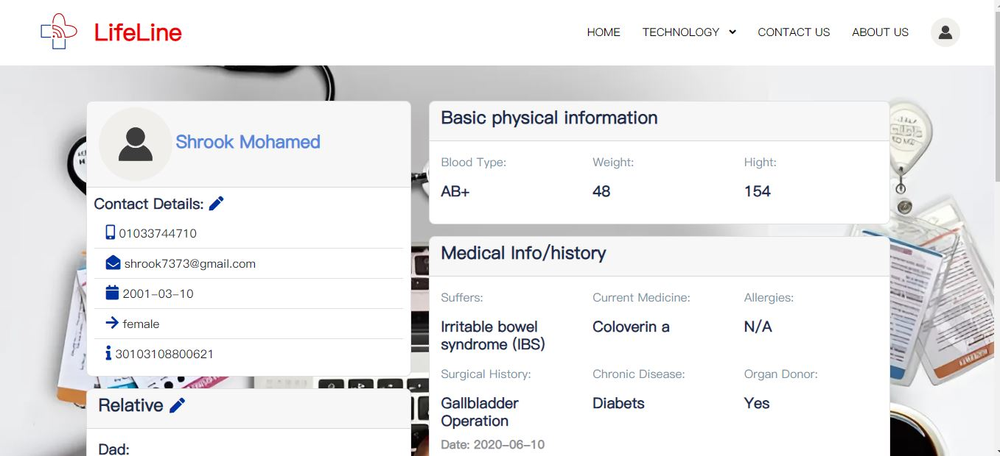 LifeLine
HOME
TECHNOLOGY
CONTACT US
ABOUT US
Shrook Mohamed
Contact Details:
01033744710
shrook7373@gmail.com
2001-03-10
female
30103108800621
Relative
Dad:
Basic physical information
Blood Type:
Weight:
Hight:
AB+
48
154
Medical Info/history
Suffers:
Current Medicine:
Allergies:
Irritable bowel
syndrome (IBS)
Coloverin a
N/A
Surgical History:
Chronic Disease:
Organ Donor:
Gallbladder
Operation
Diabets
Yes
Date: 2020-06-10